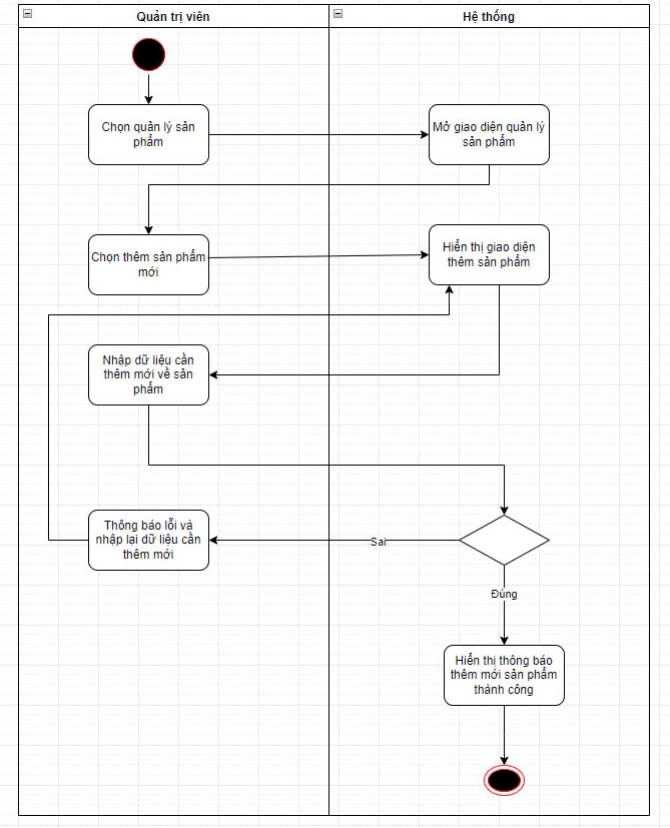 Quản trị viên
Hệ thống
Chọn quản lý sản
phẩm
Mở giao diện quản lý
sản phẩm
Chọn thêm sản phẩm
mới
Hiển thị giao diện
thêm sản phẩm
Nhập dữ liệu cần
thêm mới về sản
phẩm
Thông báo lỗi và
nhập lại dữ liệu cần
thêm mới
Sai
Đúng
Hiển thị thông báo
thêm mới sản phẩm
thành công